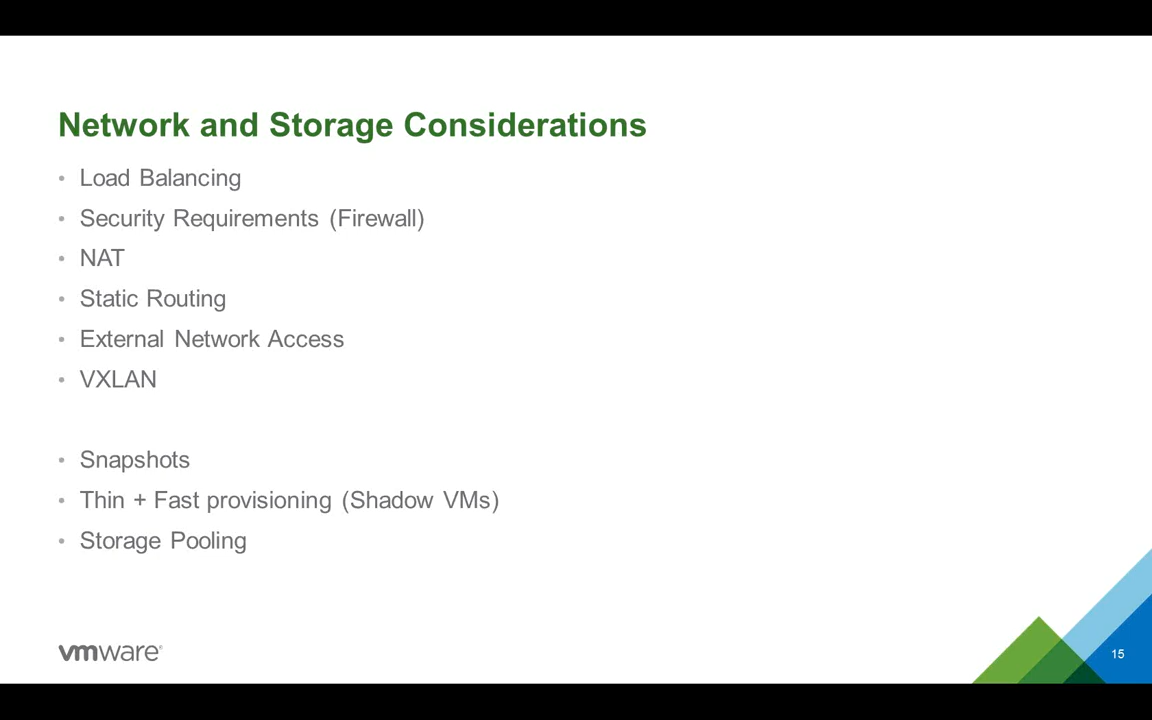 Network and Storage Considerations
• Load Balancing
• Security Requirements (Firewall)
• NAT
• Static Routing
• External Network Access
• VXLAN
• Snapshots
• Thin + Fast provisioning (Shadow VMs)
• Storage Pooling
vmware®
15